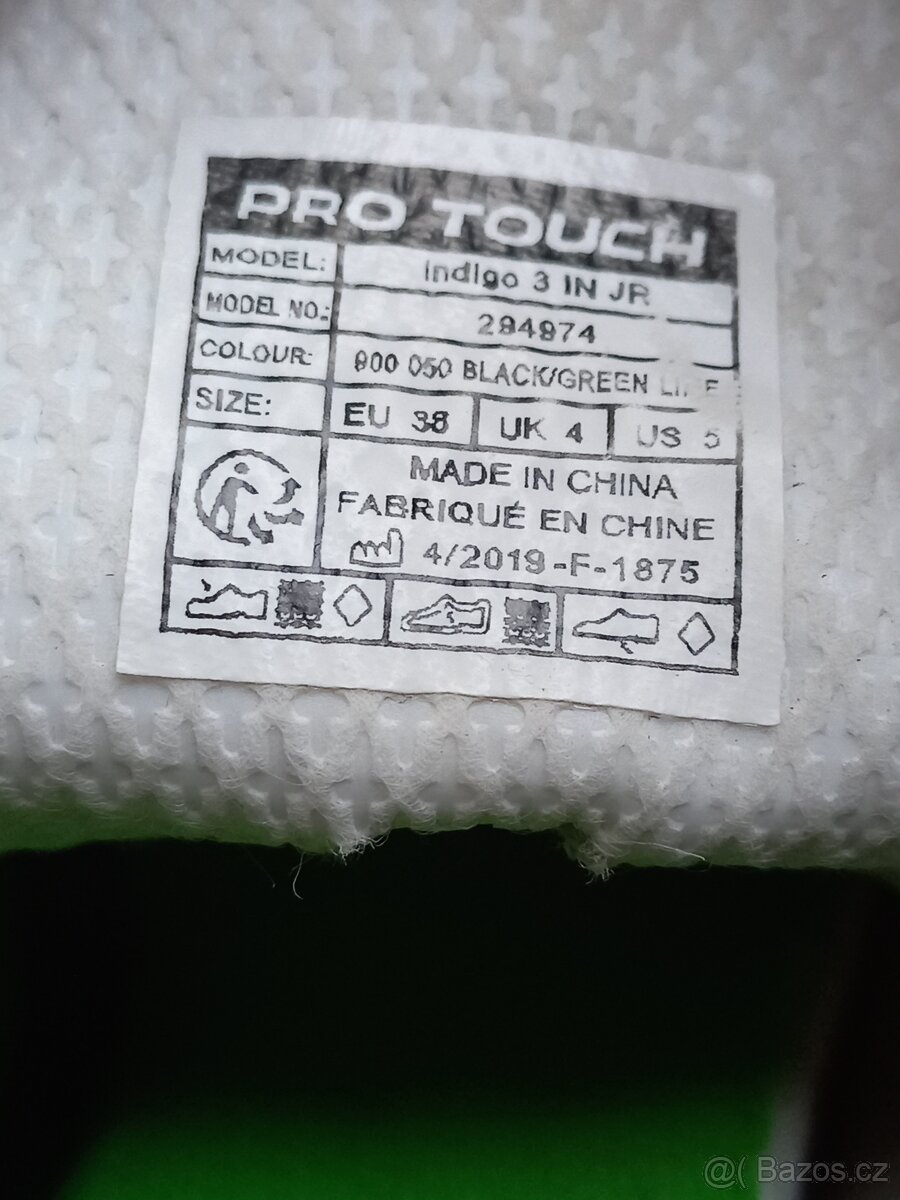 PRO TOUCH
MODEL: Indigo 3 IN JR
MODEL NO.: 294974
COLOUR: 900 050 BLACK/GREEN
SIZE: EU 38 UK 4 US 5
MADE IN CHINA
FABRIQUÉ EN CHINE
4/2019-F-1875
@( Bazos.cz